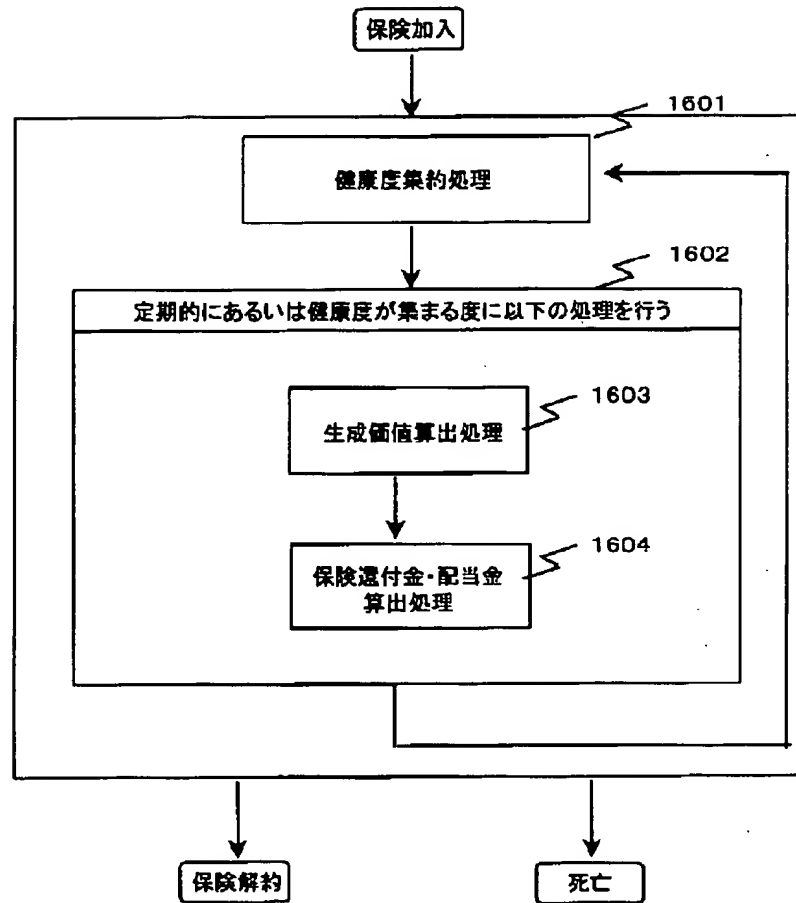 保険加入
1601
健康度集約処理
1602
定期的にあるいは健康度が集まる度に以下の処理を行う
1603
生成価値算出処理
1604
保険還付金・配当金
算出処理
保険解約
死亡